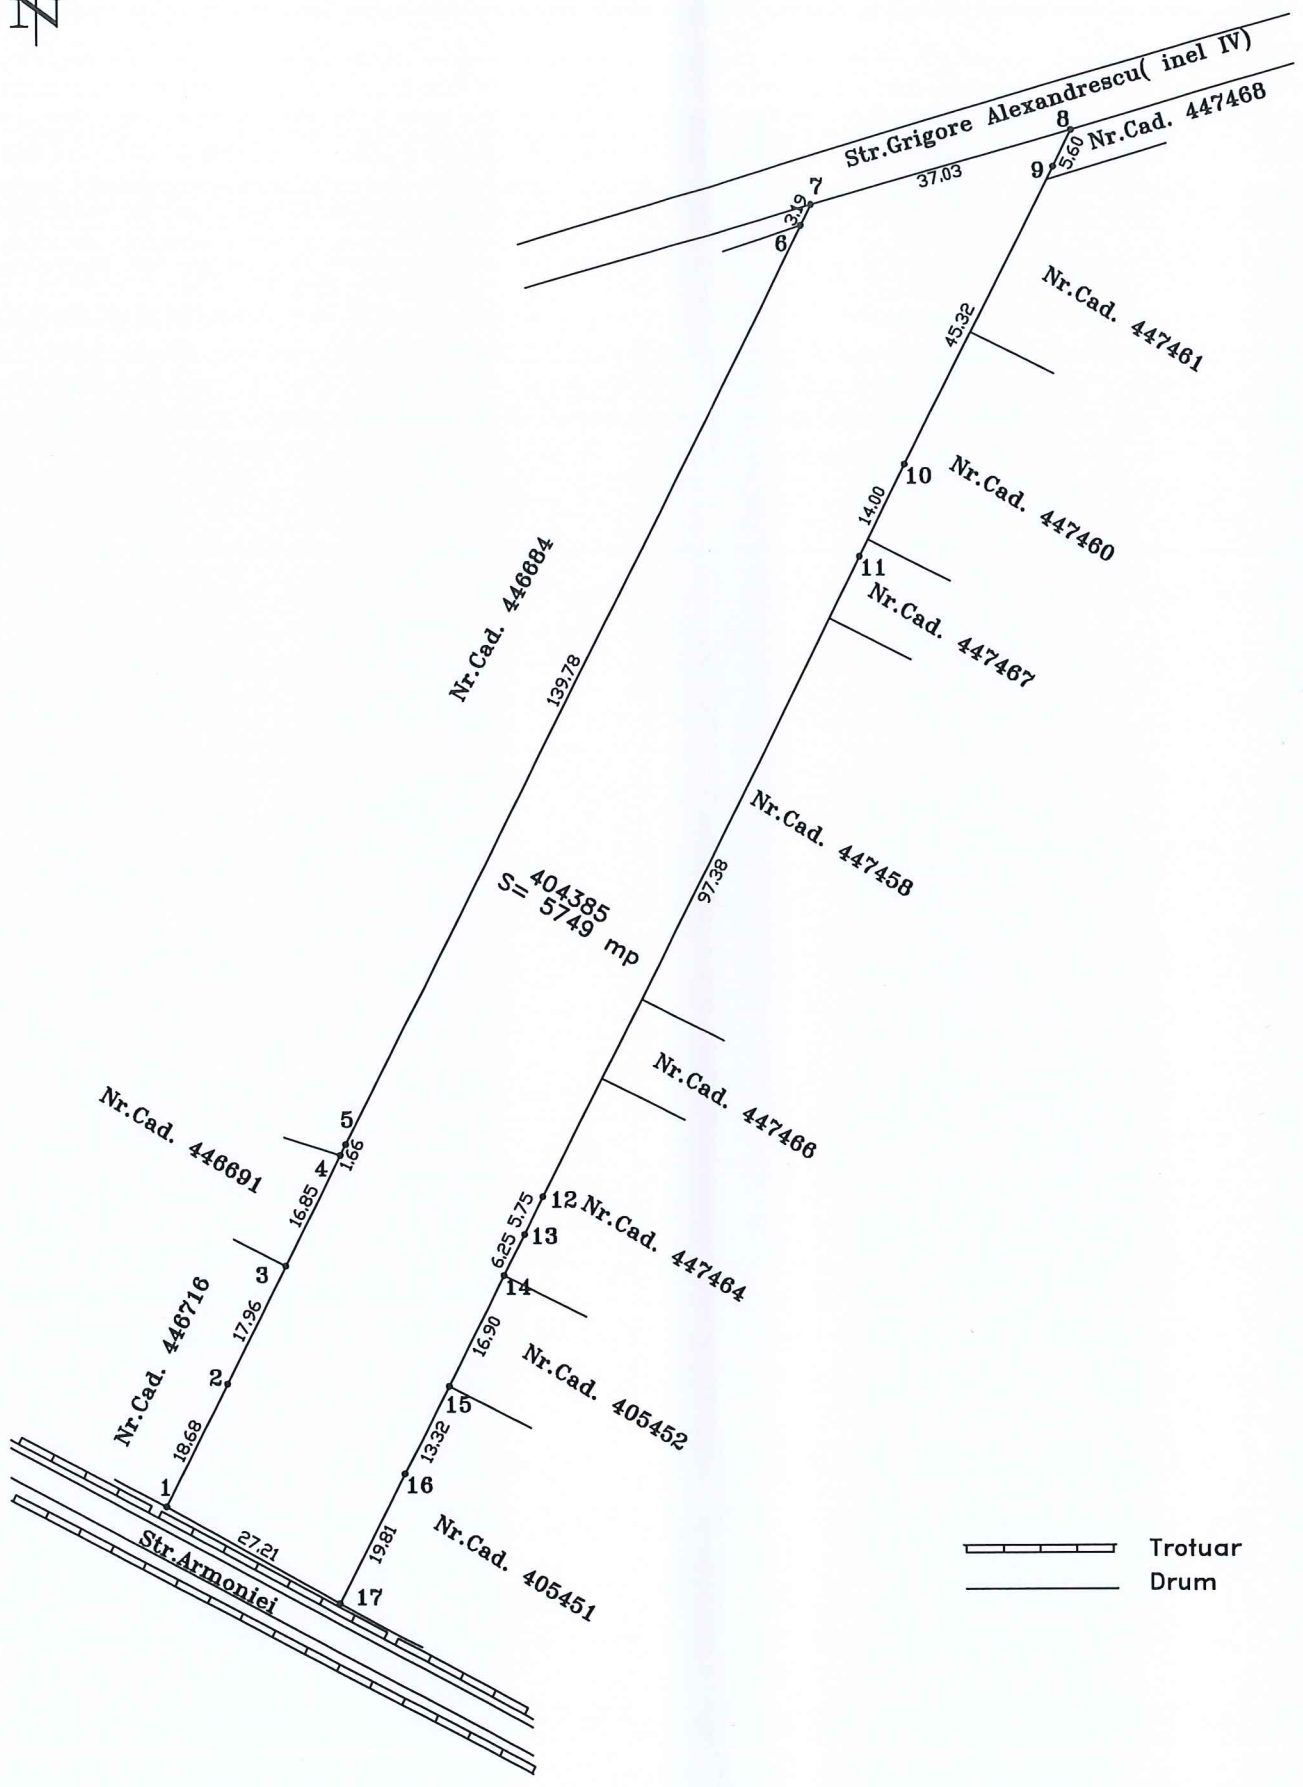 N
Str.Grigore Alexandrescu( inel IV)
8
Nr.Cad. 447468
5.60
9
37.03
7
3.19
6
Nr.Cad. 447461
45.32
10
Nr.Cad. 447460
14.00
11
Nr.Cad. 447467
Nr.Cad. 446684
139.78
Nr.Cad. 447458
97.38
404385
S= 5749 mp
Nr.Cad. 447466
Nr.Cad. 446691
5
4
1.66
16.85
12
5.75
Nr.Cad. 447464
13
6.25
14
3
Nr.Cad. 446716
17.96
16.90
Nr.Cad. 405452
2
15
18.68
13.32
16
1
Nr.Cad. 405451
19.81
27.21
17
Str.Armoniei
Trotuar
Drum